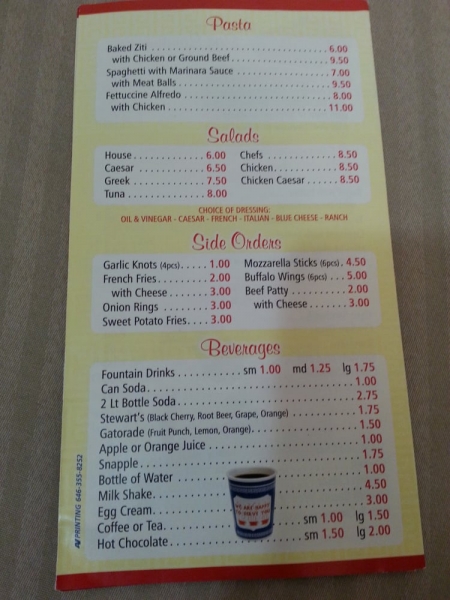 Pasta
Baked Ziti 6.00
with Chicken or Ground Beef 9.50
Spaghetti with Marinara Sauce 7.00
with Meat Balls 9.50
Fettuccine Alfredo 8.00
with Chicken 11.00
Salads
House 6.00 Chefs 8.50
Caesar 6.50 Chicken 8.50
Greek 7.50 Chicken Caesar 8.50
Tuna 8.00
CHOICE OF DRESSING:
OIL & VINEGAR - CAESAR - FRENCH - ITALIAN - BLUE CHEESE - RANCH
Side Orders
Garlic Knots (4pcs) 1.00 Mozzarella Sticks (6pcs) 4.50
French Fries 2.00 Buffalo Wings (6pcs) 5.00
with Cheese 3.00 Beef Patty 2.00
Onion Rings 3.00 with Cheese 3.00
Sweet Potato Fries 3.00
Beverages
Fountain Drinks sm 1.00 md 1.25 lg 1.75
Can Soda 1.00
2 Lt Bottle Soda 2.75
Stewart's (Black Cherry, Root Beer, Grape, Orange) 1.75
Gatorade (Fruit Punch, Lemon, Orange) 1.50
Apple or Orange Juice 1.00
Snapple 1.75
Bottle of Water 1.00
Milk Shake 4.50
Egg Cream 3.00
Coffee or Tea sm 1.00 lg 1.50
Hot Chocolate sm 1.50 lg 2.00
WE ARE HAPPY
TO SERVE YOU
AV PRINTING 646-355-8252